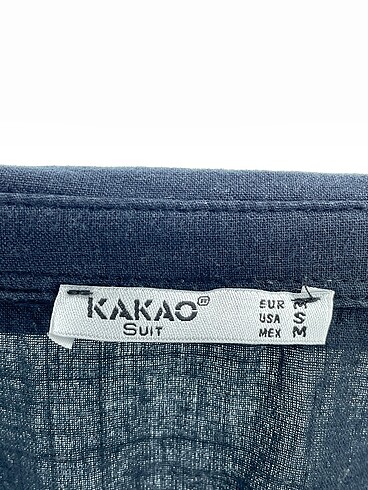 KAKAO®
SUIT
EUR M
USA S
MEX M